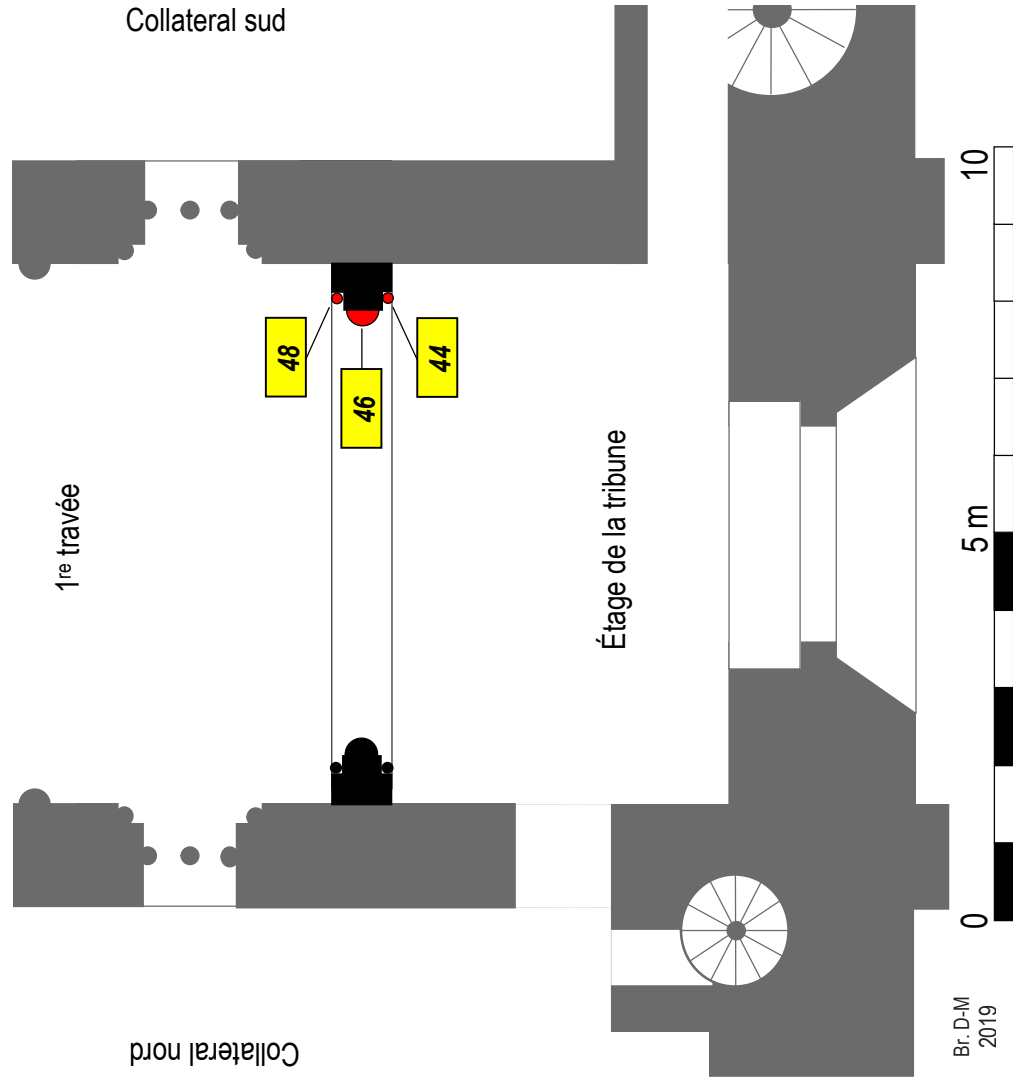 Collateral sud
1re travée
48
46
44
Étage de la tribune
Collateral nord
0
5 m
10
Br. D-M
2019